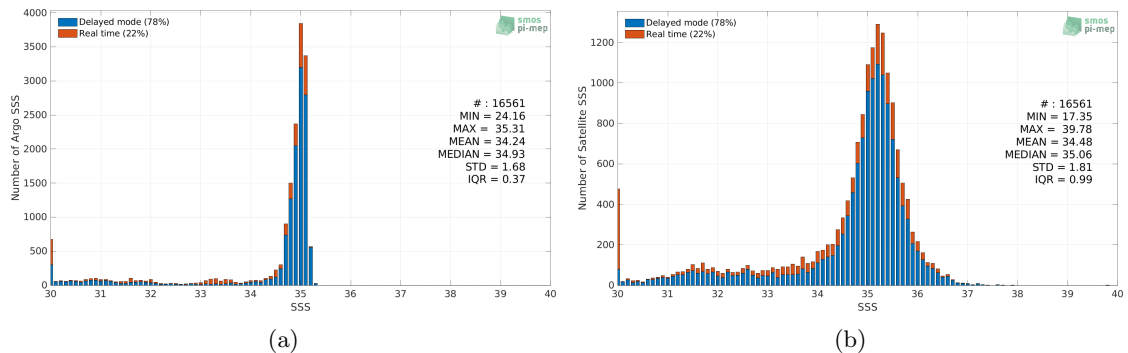 Delayed mode (78%)
Real time (22%)
smos
pi-mep
Number of Argo SSS
4000
3500
3000
2500
2000
1500
1000
500
0
# : 16561
MIN = 24.16
MAX = 35.31
MEAN = 34.24
MEDIAN = 34.93
STD = 1.68
IQR = 0.37
30 31 32 33 34 35 36 37 38 39 40
SSS
(a)
Delayed mode (78%)
Real time (22%)
smos
pi-mep
Number of Satellite SSS
1200
1000
800
600
400
200
0
# : 16561
MIN = 17.35
MAX = 39.78
MEAN = 34.48
MEDIAN = 35.06
STD = 1.81
IQR = 0.99
30 31 32 33 34 35 36 37 38 39 40
SSS
(b)